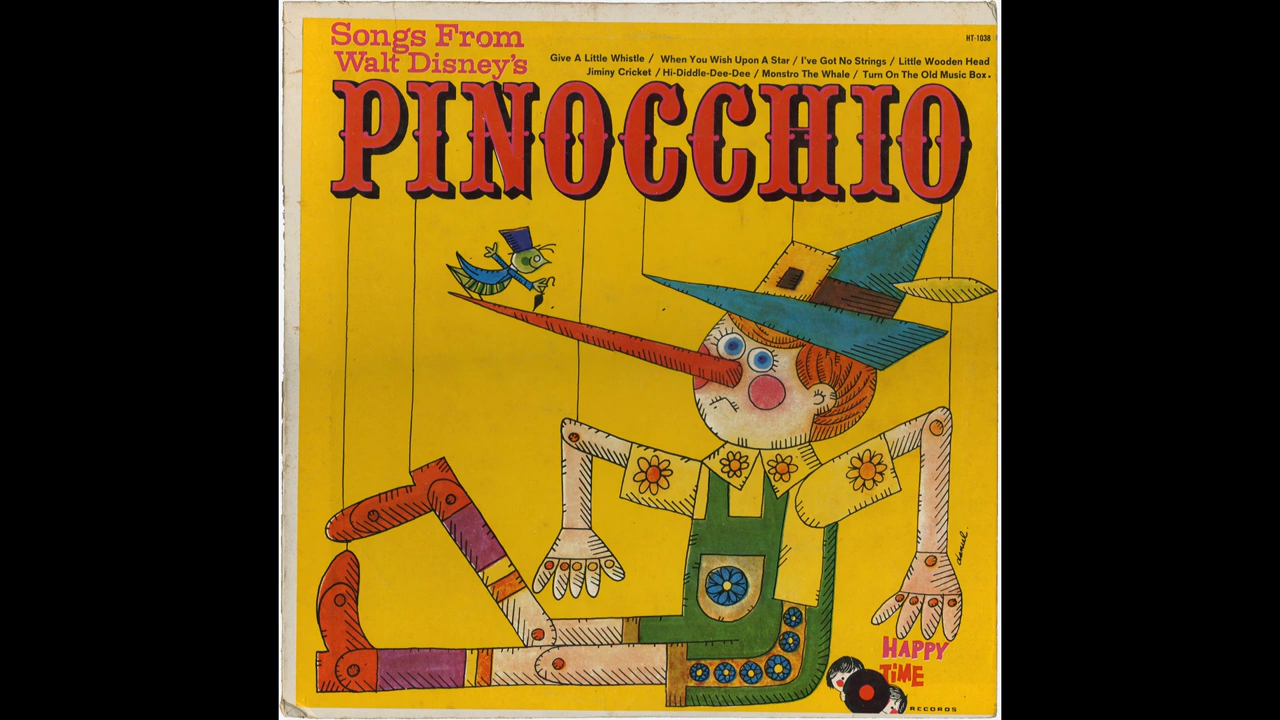 Songs From
Walt Disney's
HT-1038
Give A Little Whistle / When You Wish Upon A Star / I've Got No Strings / Little Wooden Head
Jiminy Cricket / Hi-Diddle-Dee-Dee / Monstro The Whale / Turn On The Old Music Box.
PINOCCHIO
daniel.
HAPPY
TIME
RECORDS